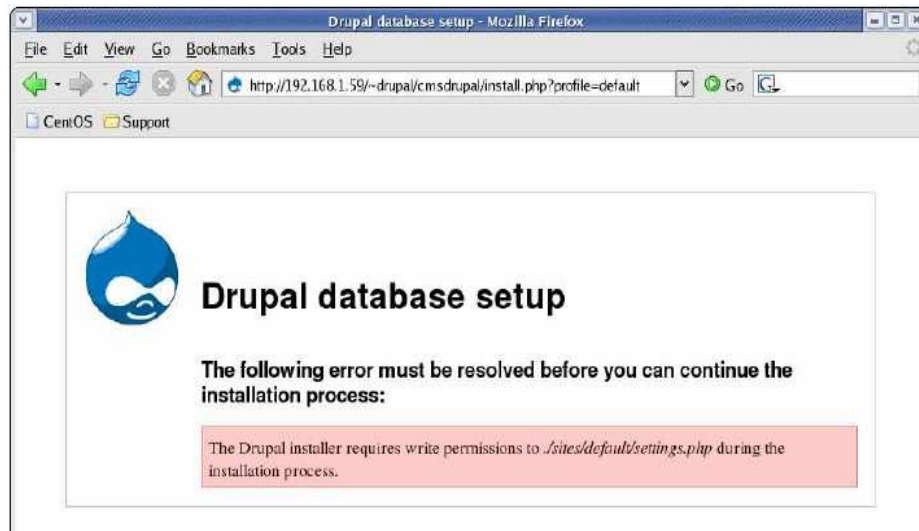 Drupal database setup - Mozilla Firefox
File Edit View Go Bookmarks Tools Help
http://192.168.1.59/~drupal/cmsdrupal/install.php?profile=default Go G
CentOS Support
Drupal database setup
The following error must be resolved before you can continue the
installation process:
The Drupal installer requires write permissions to ./sites/default/settings.php during the
installation process.